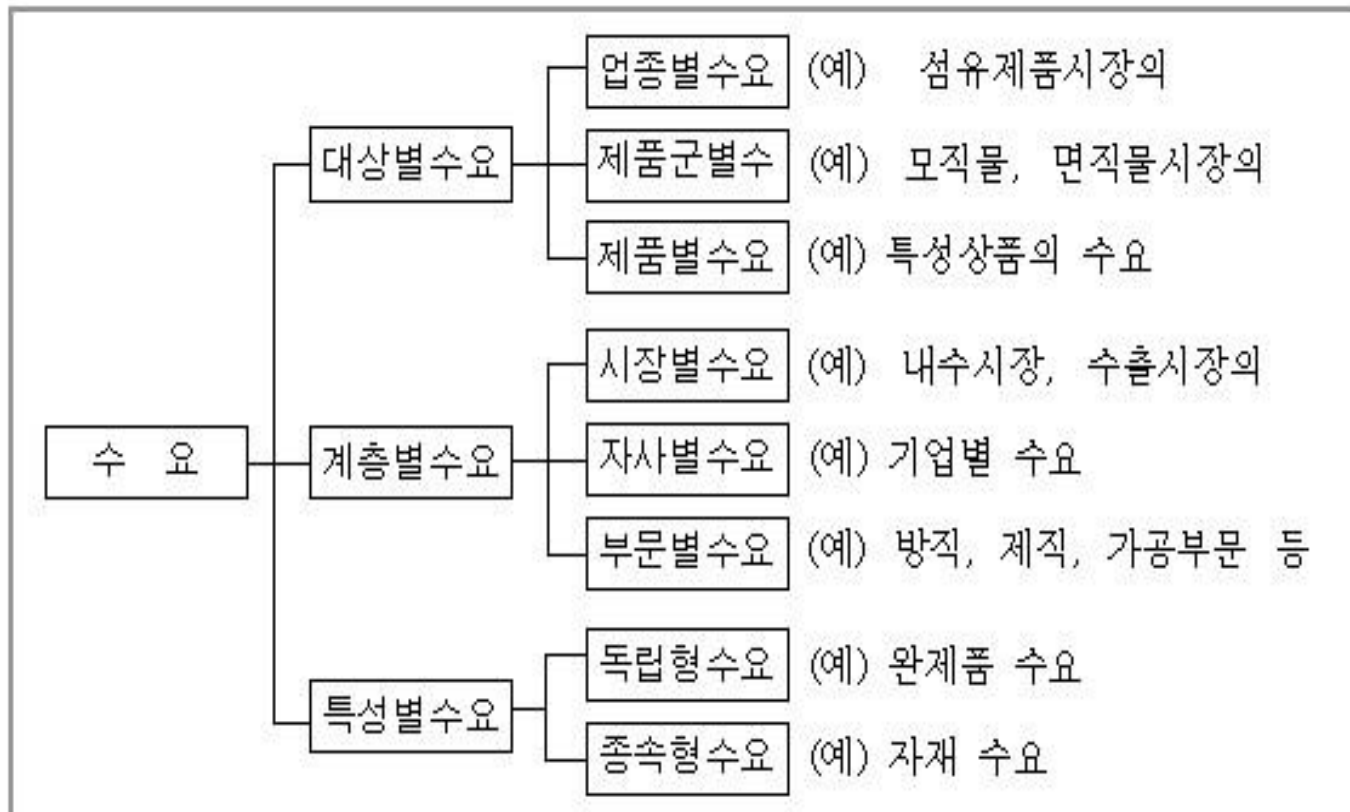 업종별수요 (예) 섬유제품시장의
대상별수요 제품군별수 (예) 모직물, 면직물시장의
제품별수요 (예) 특성상품의 수요
시장별수요 (예) 내수시장, 수출시장의
수 요 계층별수요 자사별수요 (예) 기업별 수요
부문별수요 (예) 방직, 제직, 가공부문 등
독립형수요 (예) 완제품 수요
특성별수요
종속형수요 (예) 자재 수요